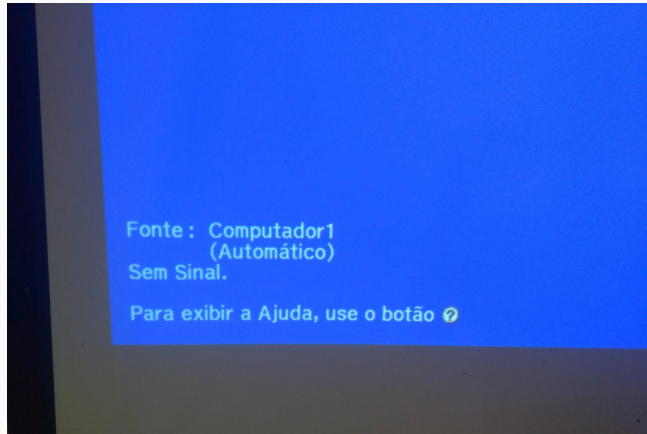 Fonte: Computador1
(Automático)
Sem Sinal.
Para exibir a Ajuda, use o botão ?